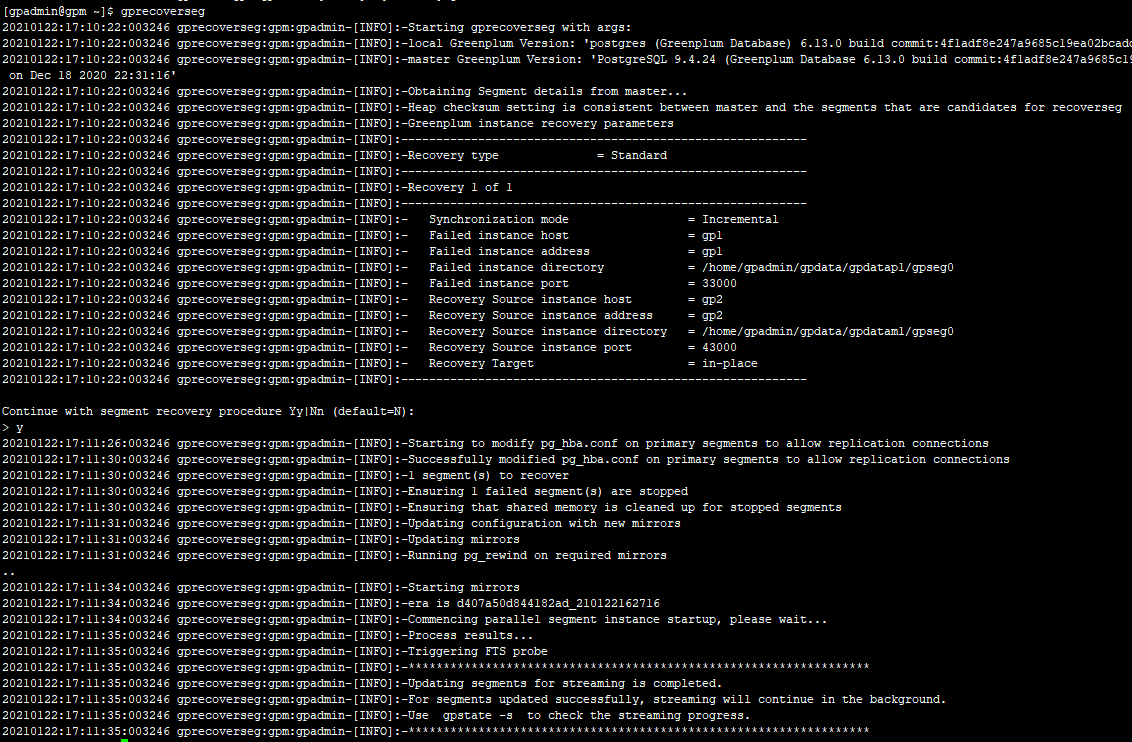 [gpadmin@gpm ~]$ gprecoverseg
20210122:17:10:22:003246 gprecoverseg:gpm:gpadmin-[INFO]:-Starting gprecoverseg with args:
20210122:17:10:22:003246 gprecoverseg:gpm:gpadmin-[INFO]:-local Greenplum Version: 'postgres (Greenplum Database) 6.13.0 build commit:4f1adf8e247a9685c19ea02bcadd
20210122:17:10:22:003246 gprecoverseg:gpm:gpadmin-[INFO]:-master Greenplum Version: 'PostgreSQL 9.4.24 (Greenplum Database 6.13.0 build commit:4f1adf8e247a9685c19
 on Dec 18 2020 22:31:16'
20210122:17:10:22:003246 gprecoverseg:gpm:gpadmin-[INFO]:-Obtaining Segment details from master...
20210122:17:10:22:003246 gprecoverseg:gpm:gpadmin-[INFO]:-Heap checksum setting is consistent between master and the segments that are candidates for recoverseg
20210122:17:10:22:003246 gprecoverseg:gpm:gpadmin-[INFO]:-Greenplum instance recovery parameters
20210122:17:10:22:003246 gprecoverseg:gpm:gpadmin-[INFO]:----------------------------------------------------------
20210122:17:10:22:003246 gprecoverseg:gpm:gpadmin-[INFO]:-Recovery type              = Standard
20210122:17:10:22:003246 gprecoverseg:gpm:gpadmin-[INFO]:----------------------------------------------------------
20210122:17:10:22:003246 gprecoverseg:gpm:gpadmin-[INFO]:-Recovery 1 of 1
20210122:17:10:22:003246 gprecoverseg:gpm:gpadmin-[INFO]:----------------------------------------------------------
20210122:17:10:22:003246 gprecoverseg:gpm:gpadmin-[INFO]:-   Synchronization mode                 = Incremental
20210122:17:10:22:003246 gprecoverseg:gpm:gpadmin-[INFO]:-   Failed instance host                 = gp1
20210122:17:10:22:003246 gprecoverseg:gpm:gpadmin-[INFO]:-   Failed instance address              = gp1
20210122:17:10:22:003246 gprecoverseg:gpm:gpadmin-[INFO]:-   Failed instance directory            = /home/gpadmin/gpdata/gpdatap1/gpseg0
20210122:17:10:22:003246 gprecoverseg:gpm:gpadmin-[INFO]:-   Failed instance port                 = 33000
20210122:17:10:22:003246 gprecoverseg:gpm:gpadmin-[INFO]:-   Recovery Source instance host        = gp2
20210122:17:10:22:003246 gprecoverseg:gpm:gpadmin-[INFO]:-   Recovery Source instance address     = gp2
20210122:17:10:22:003246 gprecoverseg:gpm:gpadmin-[INFO]:-   Recovery Source instance directory   = /home/gpadmin/gpdata/gpdatam1/gpseg0
20210122:17:10:22:003246 gprecoverseg:gpm:gpadmin-[INFO]:-   Recovery Source instance port        = 43000
20210122:17:10:22:003246 gprecoverseg:gpm:gpadmin-[INFO]:-   Recovery Target                      = in-place
20210122:17:10:22:003246 gprecoverseg:gpm:gpadmin-[INFO]:----------------------------------------------------------
Continue with segment recovery procedure Yy|Nn (default=N):
> y
20210122:17:11:26:003246 gprecoverseg:gpm:gpadmin-[INFO]:-Starting to modify pg_hba.conf on primary segments to allow replication connections
20210122:17:11:30:003246 gprecoverseg:gpm:gpadmin-[INFO]:-Successfully modified pg_hba.conf on primary segments to allow replication connections
20210122:17:11:30:003246 gprecoverseg:gpm:gpadmin-[INFO]:-1 segment(s) to recover
20210122:17:11:30:003246 gprecoverseg:gpm:gpadmin-[INFO]:-Ensuring 1 failed segment(s) are stopped
20210122:17:11:30:003246 gprecoverseg:gpm:gpadmin-[INFO]:-Ensuring that shared memory is cleaned up for stopped segments
20210122:17:11:31:003246 gprecoverseg:gpm:gpadmin-[INFO]:-Updating configuration with new mirrors
20210122:17:11:31:003246 gprecoverseg:gpm:gpadmin-[INFO]:-Updating mirrors
20210122:17:11:31:003246 gprecoverseg:gpm:gpadmin-[INFO]:-Running pg_rewind on required mirrors
..
20210122:17:11:34:003246 gprecoverseg:gpm:gpadmin-[INFO]:-Starting mirrors
20210122:17:11:34:003246 gprecoverseg:gpm:gpadmin-[INFO]:-era is d407a50d844182ad_210122162716
20210122:17:11:34:003246 gprecoverseg:gpm:gpadmin-[INFO]:-Commencing parallel segment instance startup, please wait...
20210122:17:11:35:003246 gprecoverseg:gpm:gpadmin-[INFO]:-Process results...
20210122:17:11:35:003246 gprecoverseg:gpm:gpadmin-[INFO]:-Triggering FTS probe
20210122:17:11:35:003246 gprecoverseg:gpm:gpadmin-[INFO]:-******************************************************************
20210122:17:11:35:003246 gprecoverseg:gpm:gpadmin-[INFO]:-Updating segments for streaming is completed.
20210122:17:11:35:003246 gprecoverseg:gpm:gpadmin-[INFO]:-For segments updated successfully, streaming will continue in the background.
20210122:17:11:35:003246 gprecoverseg:gpm:gpadmin-[INFO]:-Use  gpstate -s  to check the streaming progress.
20210122:17:11:35:003246 gprecoverseg:gpm:gpadmin-[INFO]:-******************************************************************